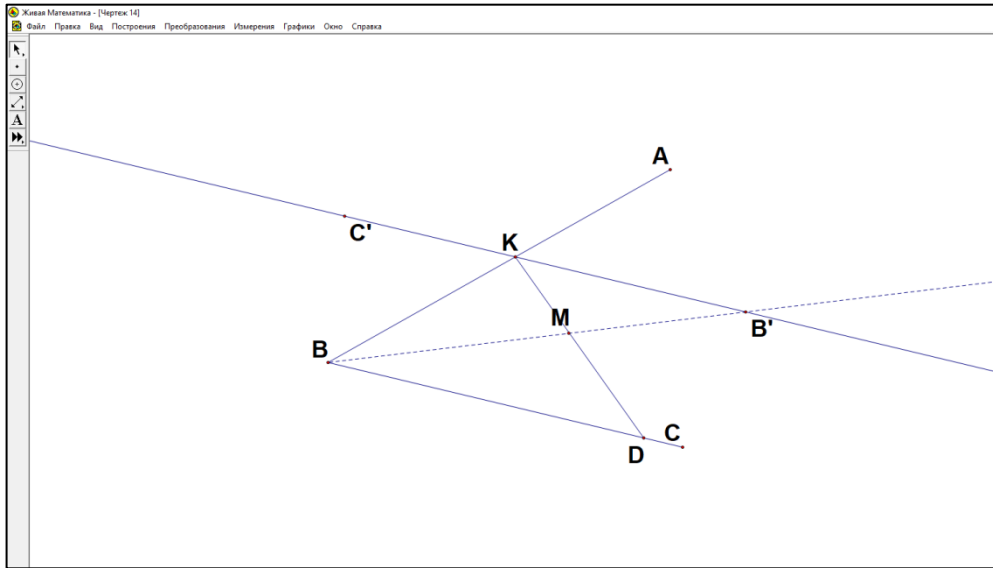 Живая Математика - [Чертеж 14]
Файл Правка Вид Построения Преобразования Измерения Графики Окно Справка
A
A
C'
K
M
B'
B
C
D